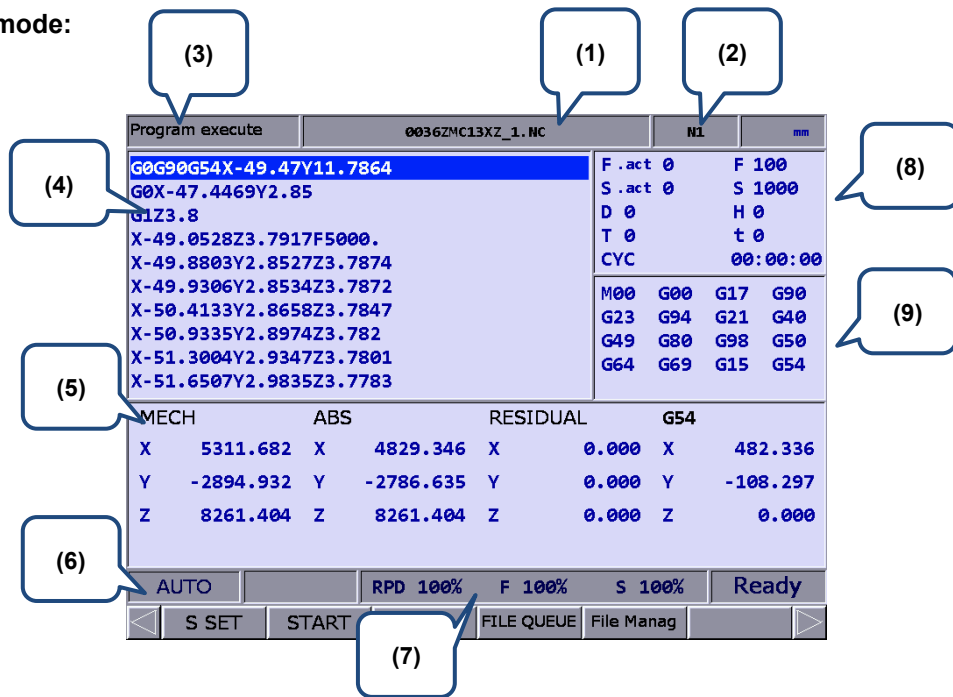 mode:
(3) (1) (2)
Program execute 0036ZMC13XZ_1.NC N1 mm
G0G90G54X-49.47Y11.7864
G0X-47.4469Y2.85
G1Z3.8
X-49.0528Z3.7917F5000.
X-49.8803Y2.8527Z3.7874
X-49.9306Y2.8534Z3.7872
X-50.4133Y2.8658Z3.7847
X-50.9335Y2.8974Z3.782
X-51.3004Y2.9347Z3.7801
X-51.6507Y2.9835Z3.7783
(4)
F.act 0 F 100
S.act 0 S 1000
D 0 H 0
T 0 t 0
CYC 00:00:00
(8)
M00 G00 G17 G90
G23 G94 G21 G40
G49 G80 G98 G50
G64 G69 G15 G54
(9)
(5)
MECH ABS RESIDUAL G54
X 5311.682 X 4829.346 X 0.000 X 482.336
Y -2894.932 Y -2786.635 Y 0.000 Y -108.297
Z 8261.404 Z 8261.404 Z 0.000 Z 0.000
(6)
AUTO RPD 100% F 100% S 100% Ready
S SET START FILE QUEUE File Manag
(7)